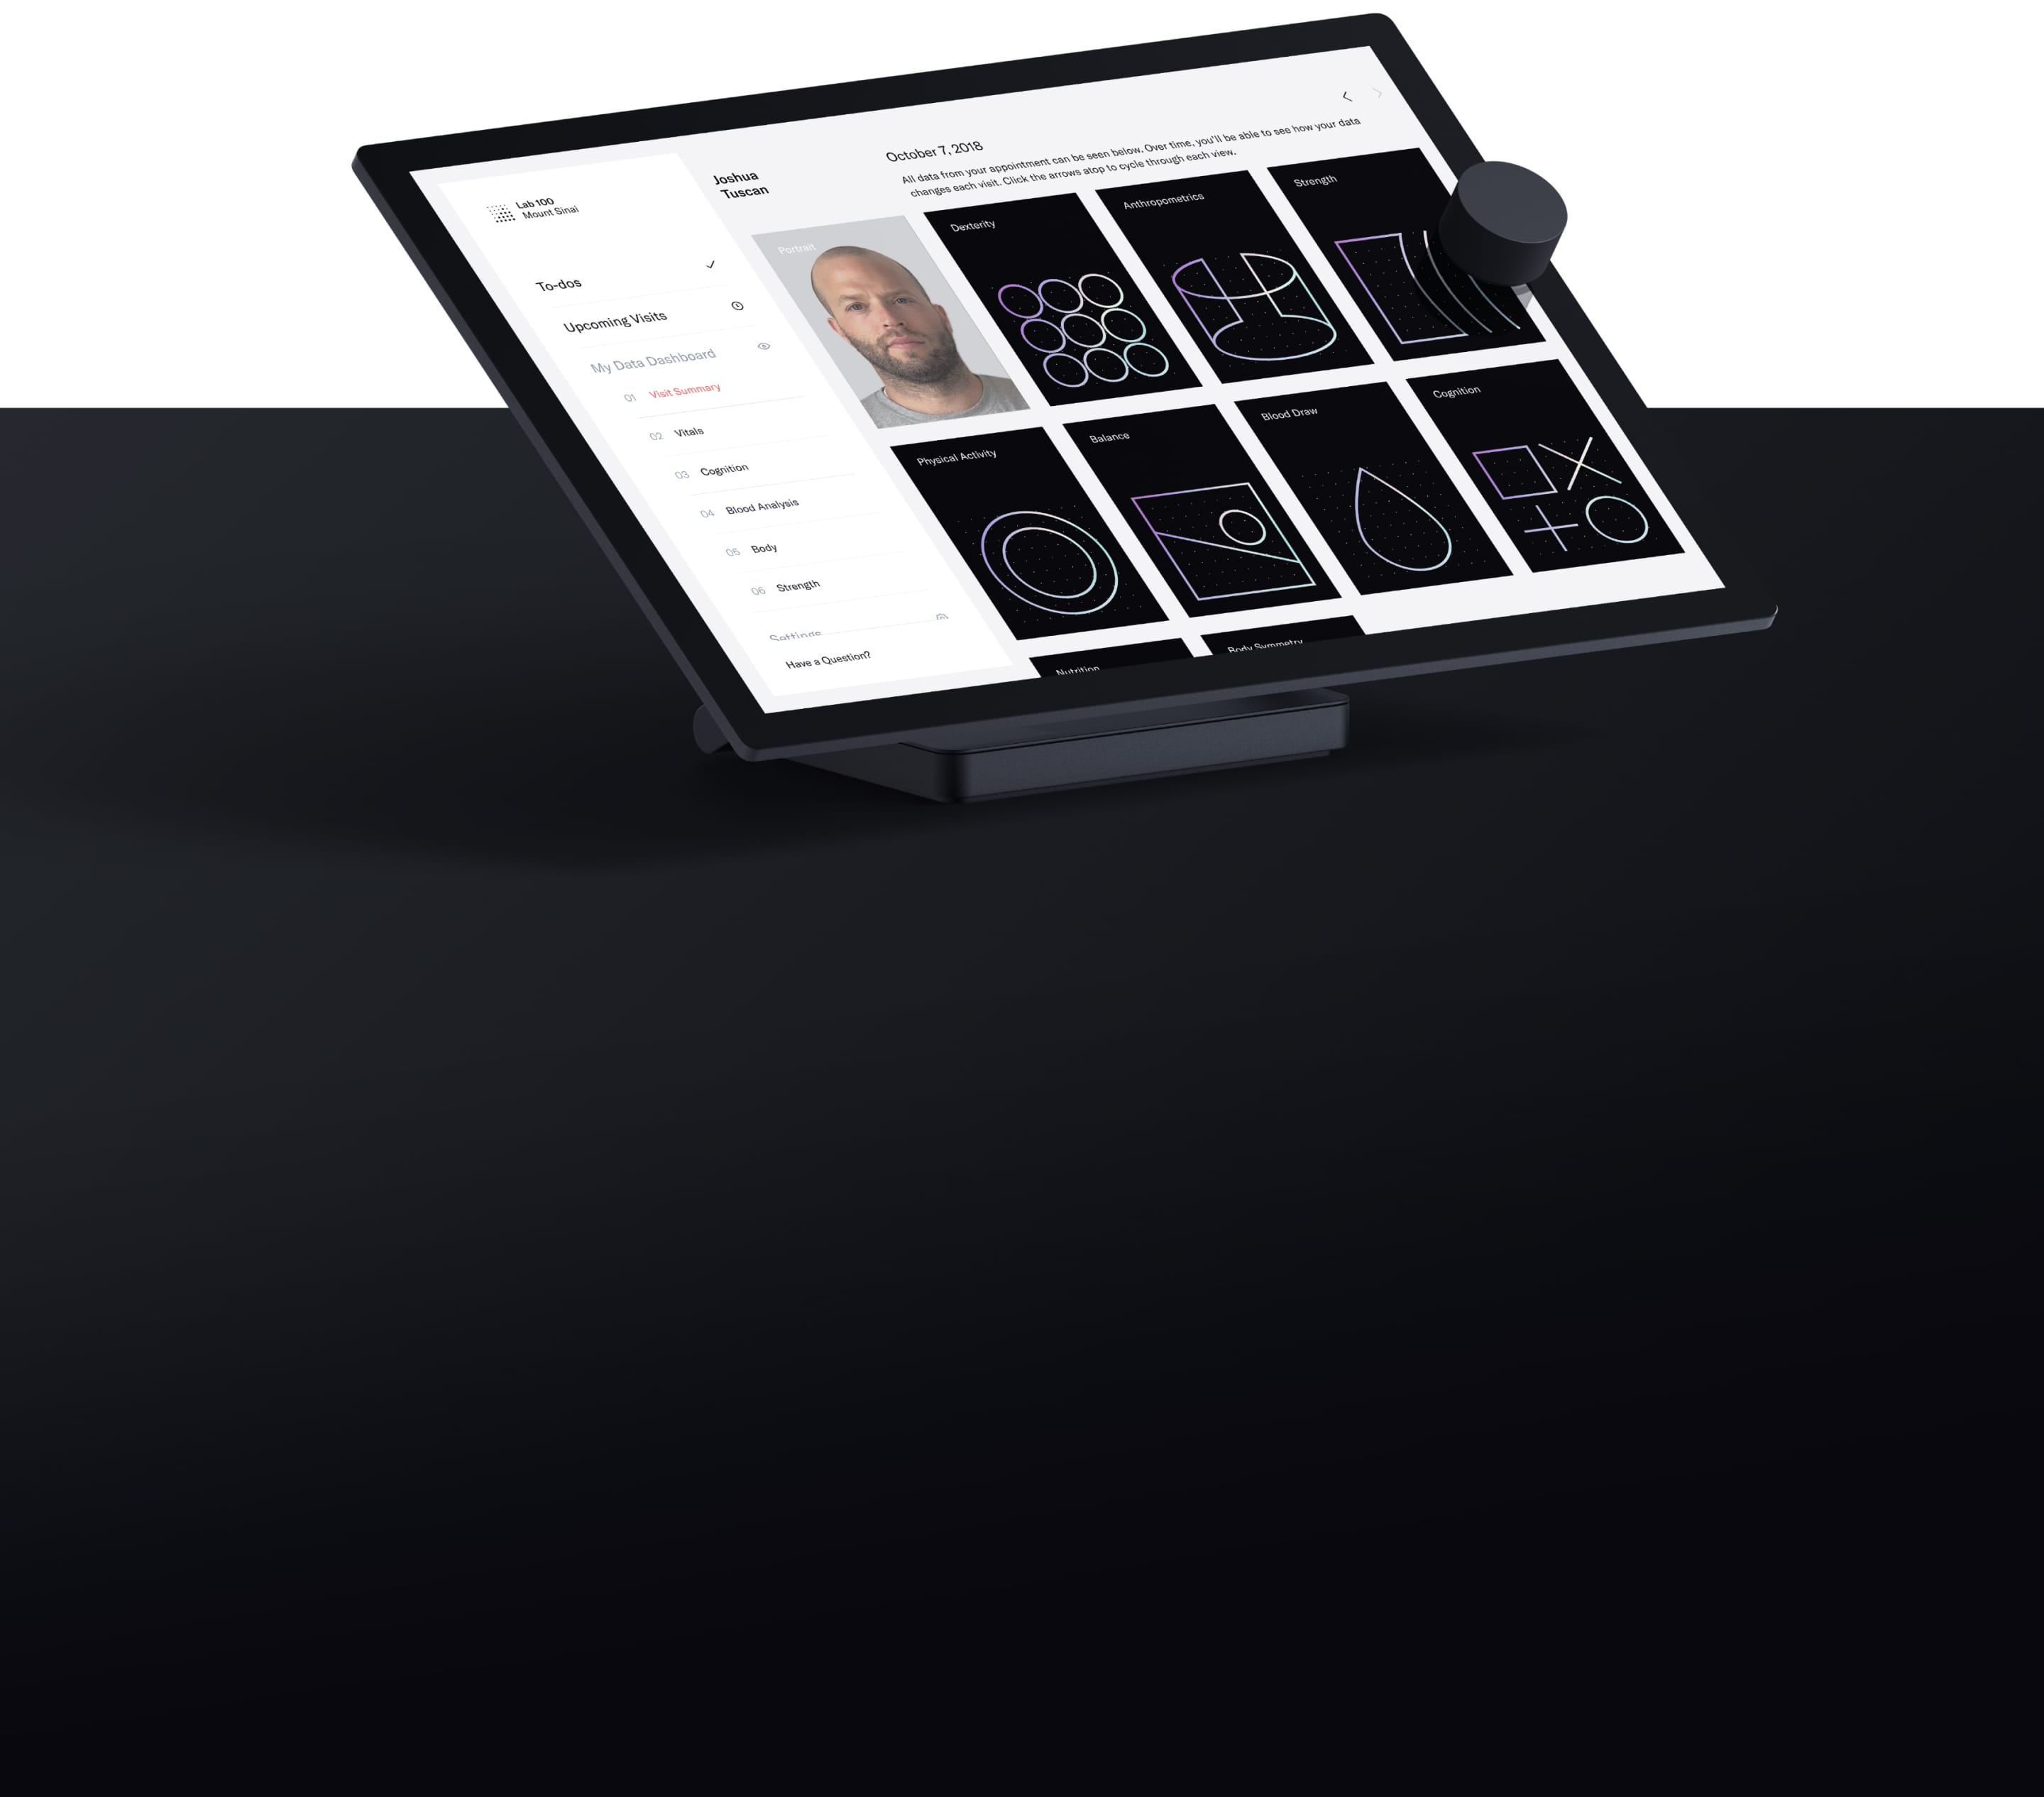 Lab 100
Mount Sinai
To-dos
Upcoming Visits
My Data Dashboard
01 Visit Summary
02 Vitals
03 Cognition
04 Blood Analysis
05 Body
06 Strength
Settings
Have a Question?
Joshua
Tuscan
October 7, 2018
All data from your appointment can be seen below. Over time, you'll be able to see how your data
changes each visit. Click the arrows atop to cycle through each view.
Portrait
Dexterity
Anthropometrics
Strength
Physical Activity
Balance
Blood Draw
Cognition
Nutrition
Body Symmetry